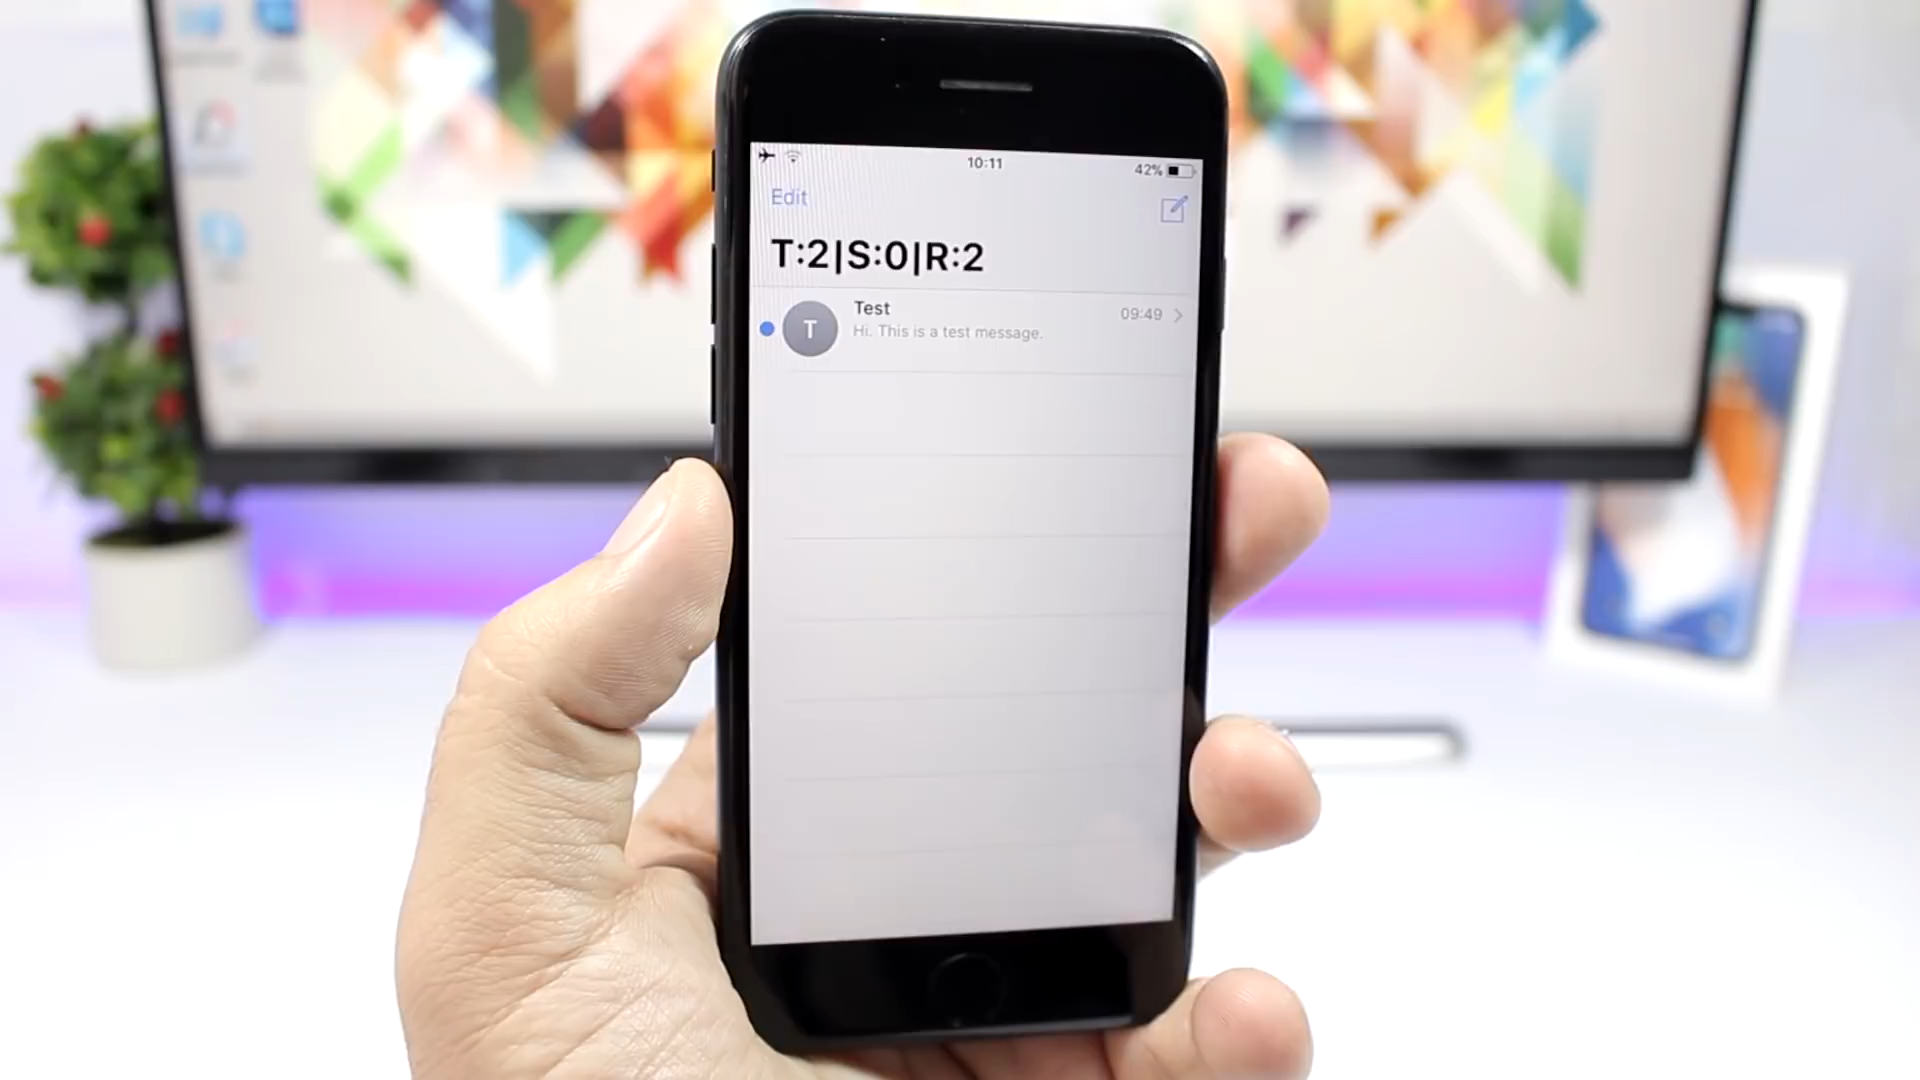 10:11
42%
Edit
T:2|S:0|R:2
T
Test
09:49
Hi. This is a test message.